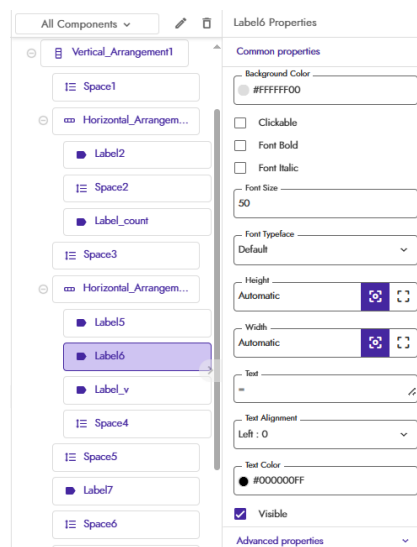 All Components
Vertical_Arrangement1
Space1
Horizontal_Arrangem...
Label2
Space2
Label_count
Space3
Horizontal_Arrangem...
Label5
Label6
Label_v
Space4
Space5
Label7
Space6
Label6 Properties
Common properties
Background Color
#FFFFFF00
Clickable
Font Bold
Font Italic
Font Size
50
Font Typeface
Default
Height
Automatic
Width
Automatic
Text
=
Text Alignment
Left : 0
Text Color
#000000FF
Visible
Advanced properties